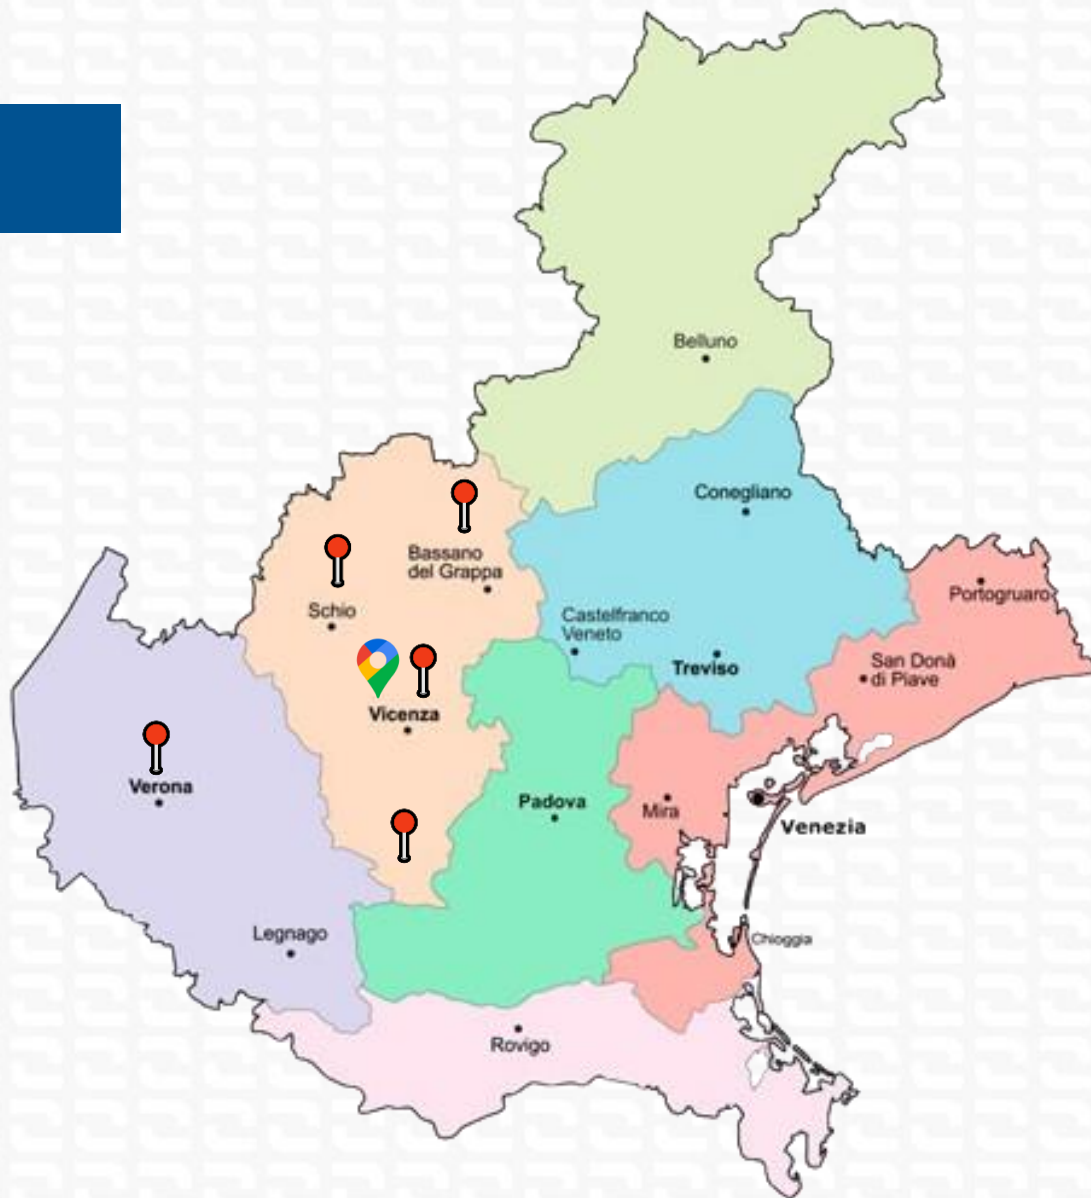 Belluno
Conegliano
Bassano
del Grappa
Portogruaro
Schio
Castelfranco
Veneto
Treviso
San Donà
di Piave
Vicenza
Verona
Padova
Mira
Venezia
Legnago
Chioggia
Rovigo